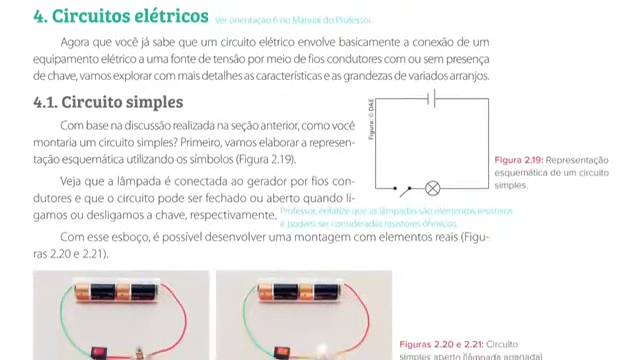 4. Circuitos elétricos Ver orientação 6 no Manual do Professor.
Agora que você já sabe que um circuito elétrico envolve basicamente a conexão de um
equipamento elétrico a uma fonte de tensão por meio de fios condutores com ou sem presença
de chave, vamos explorar com mais detalhes as características e as grandezas de variados arranjos.
4.1. Circuito simples
Com base na discussão realizada na seção anterior, como você
montaria um circuito simples? Primeiro, vamos elaborar a represen-
tação esquemática utilizando os símbolos (Figura 2.19).
Veja que a lâmpada é conectada ao gerador por fios con-
dutores e que o circuito pode ser fechado ou aberto quando li-
gamos ou desligamos a chave, respectivamente.
Professor, enfatize que as lâmpadas são elementos resistivos
e podem ser consideradas resistores ôhmicos.
Com esse esboço, é possível desenvolver uma montagem com elementos reais (Figu-
ras 2.20 e 2.21).
Figura: © DAE
Figura 2.19: Representação
esquemática de um circuito
simples.
Figuras 2.20 e 2.21: Circuito
simples aberto (lâmpada apagada)